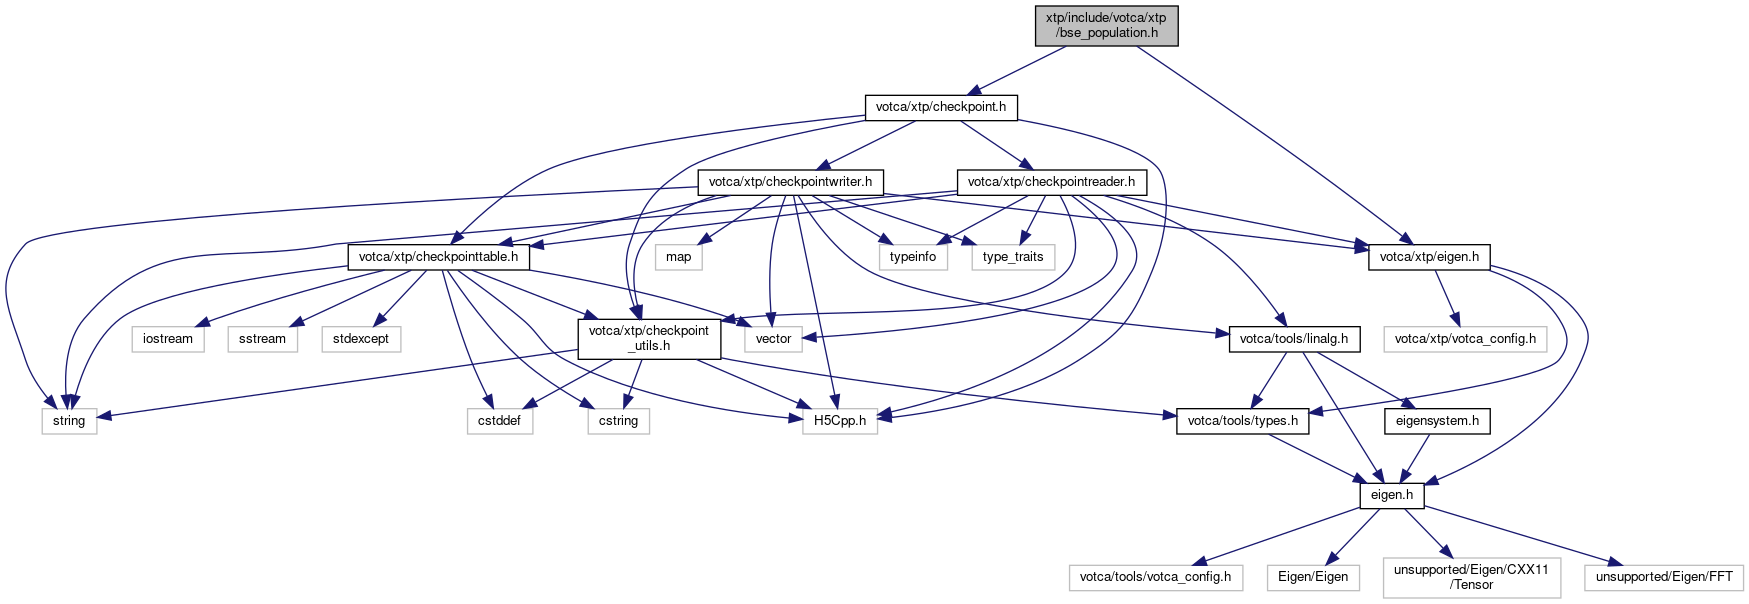 xtp/include/votca/xtp
/bse_population.h
votca/xtp/checkpoint.h
votca/xtp/checkpointwriter.h
votca/xtp/checkpointreader.h
votca/xtp/checkpointtable.h
map
typeinfo
type_traits
votca/xtp/eigen.h
iostream
sstream
stdexcept
votca/xtp/checkpoint
_utils.h
vector
votca/tools/linalg.h
votca/xtp/votca_config.h
string
cstddef
cstring
H5Cpp.h
votca/tools/types.h
eigensystem.h
eigen.h
votca/tools/votca_config.h
Eigen/Eigen
unsupported/Eigen/CXX11
/Tensor
unsupported/Eigen/FFT